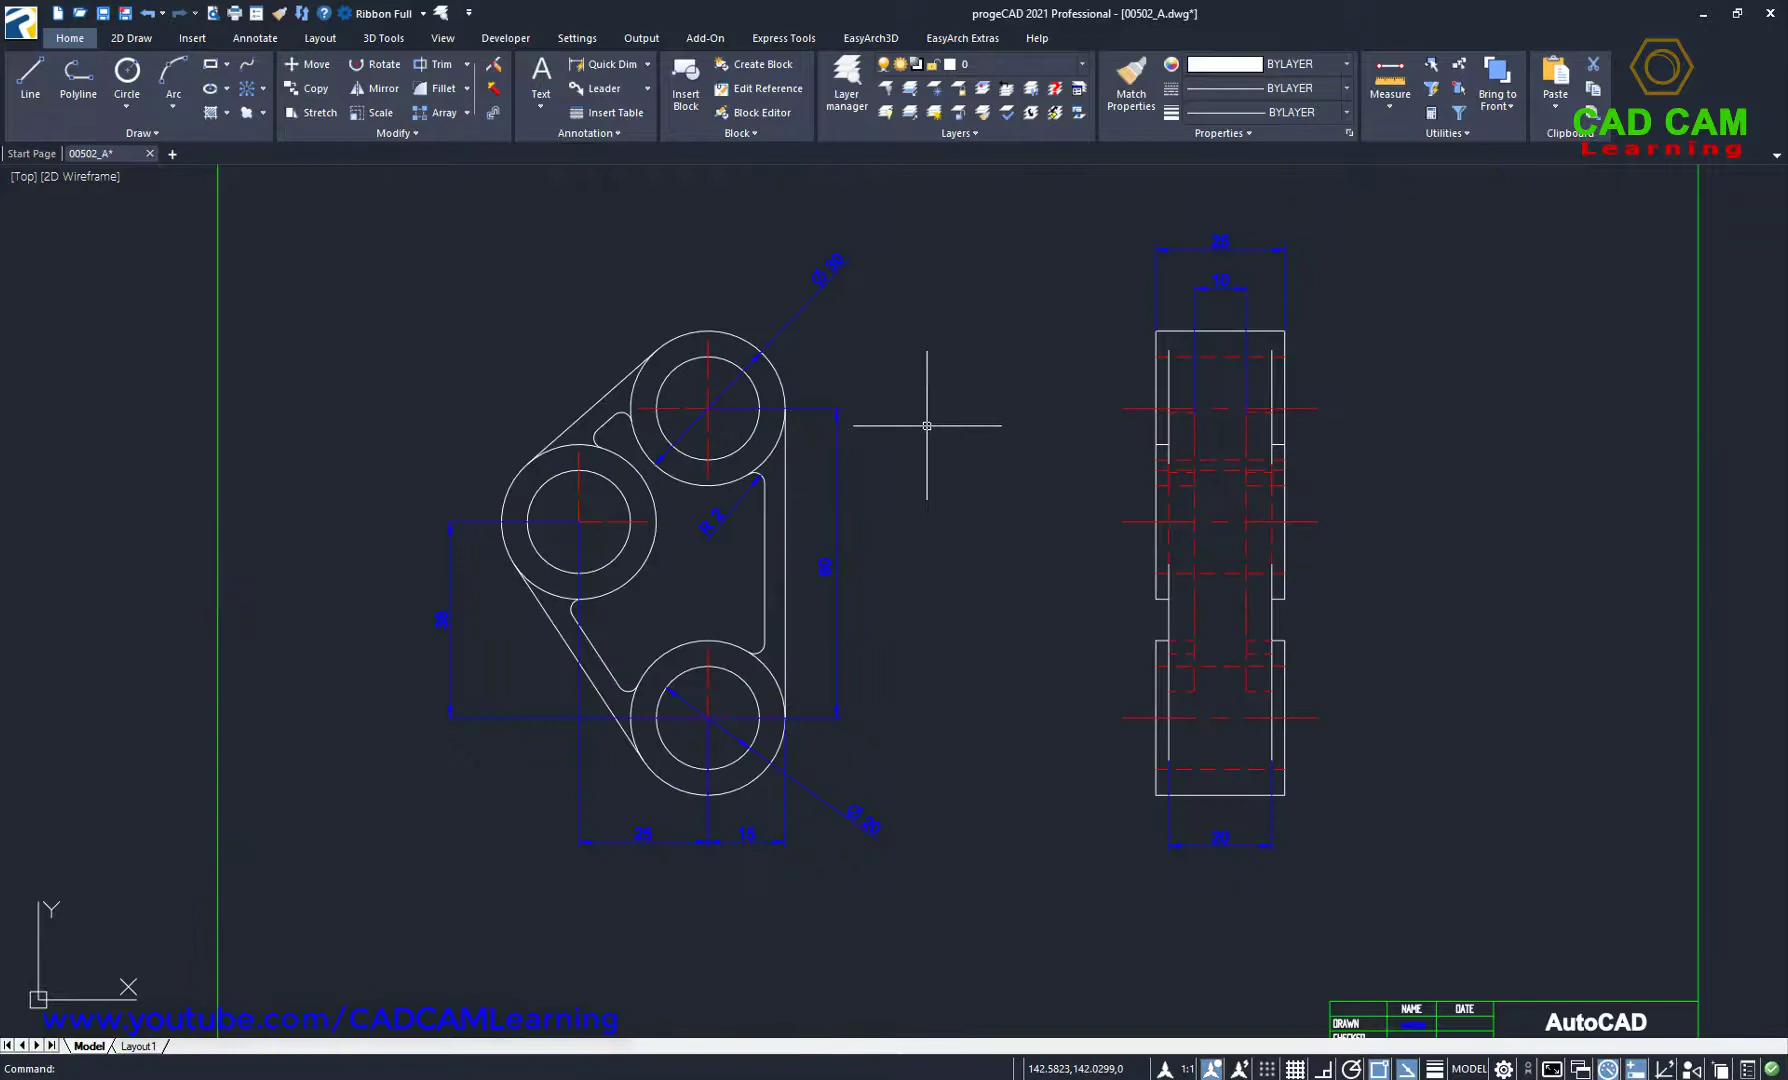 Ribbon Full
progeCAD 2021 Professional - [00502_A.dwg*]
Home 2D Draw Insert Annotate Layout 3D Tools View Developer Settings Output Add-On Express Tools EasyArch3D EasyArch Extras Help
Line Polyline Circle Arc
Draw
Move Rotate Trim
Copy Mirror Fillet
Stretch Scale Array
Modify
A
Text
Quick Dim
Leader
Insert Table
Annotation
Insert Block
Create Block
Edit Reference
Block Editor
Block
Layer manager
0
Layers
Match Properties
BYLAYER
BYLAYER
BYLAYER
Properties
Measure
Bring to Front
Utilities
Paste
Clipboard
CAD CAM
Learning
Start Page 00502_A*
[Top] [2D Wireframe]
Ø 30
25
10
R 2
60
38
25 15
Ø 20
20
Y
X
www.youtube.com/CADCAMLearning
NAME DATE
DRAWN
AutoCAD
CHECKED
Model Layout1
Command:
142.5823,142.0299,0
1:1
MODEL